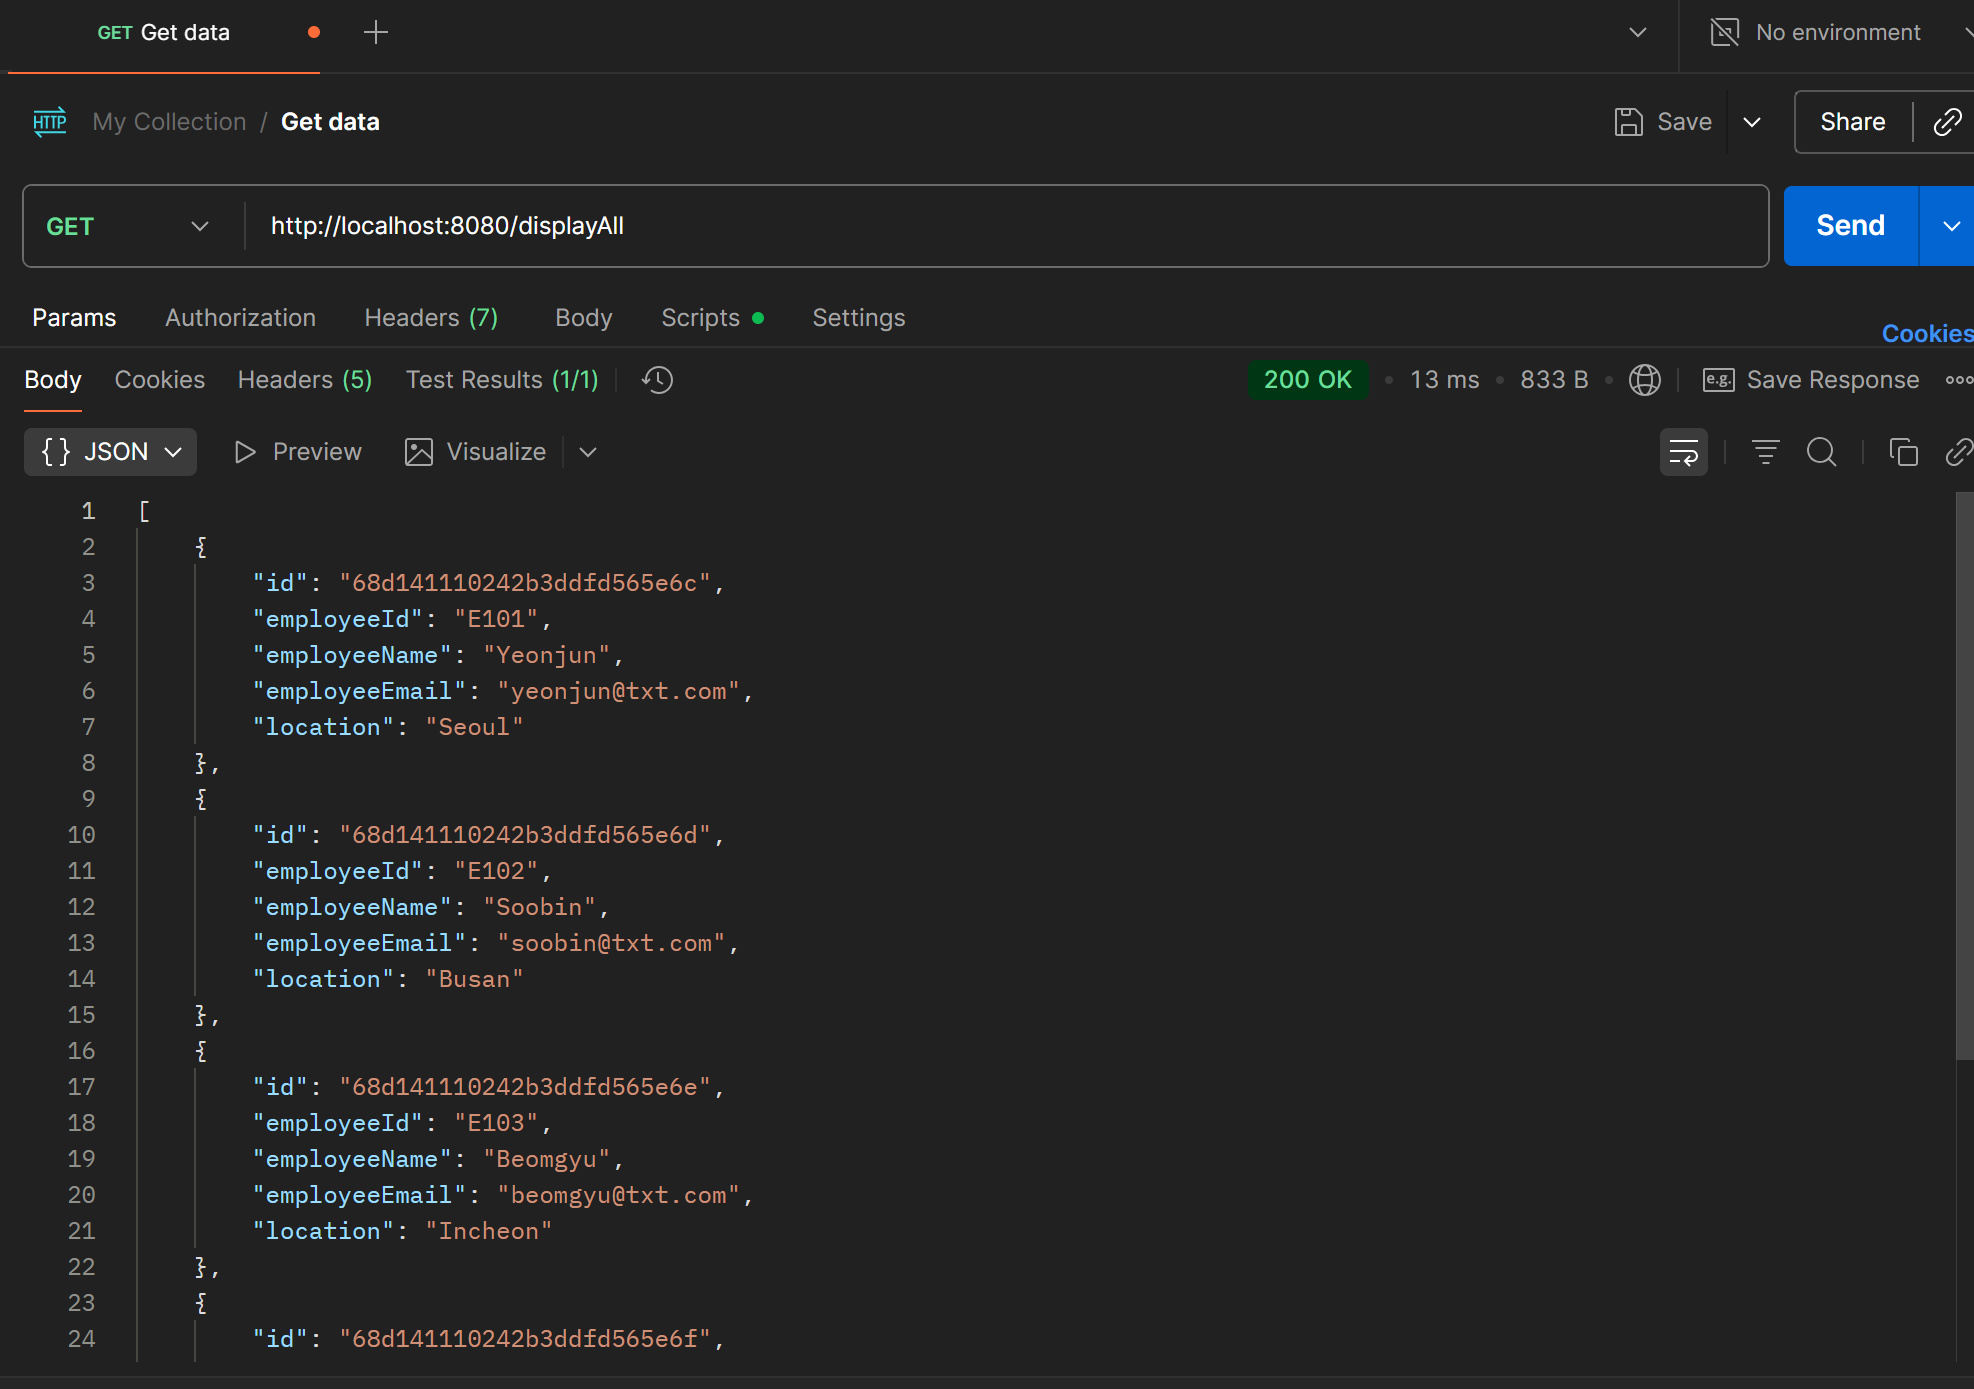 GET Get data
No environment
HTTP My Collection / Get data
Save
Share
GET
http://localhost:8080/displayAll
Send
Params Authorization Headers (7) Body Scripts Settings
Cookies
Body Cookies Headers (5) Test Results (1/1)
200 OK • 13 ms • 833 B • e.g. Save Response
{} JSON Preview Visualize
1 [
2 {
3 "id": "68d141110242b3ddfd565e6c",
4 "employeeId": "E101",
5 "employeeName": "Yeonjun",
6 "employeeEmail": "yeonjun@txt.com",
7 "location": "Seoul"
8 },
9 {
10 "id": "68d141110242b3ddfd565e6d",
11 "employeeId": "E102",
12 "employeeName": "Soobin",
13 "employeeEmail": "soobin@txt.com",
14 "location": "Busan"
15 },
16 {
17 "id": "68d141110242b3ddfd565e6e",
18 "employeeId": "E103",
19 "employeeName": "Beomgyu",
20 "employeeEmail": "beomgyu@txt.com",
21 "location": "Incheon"
22 },
23 {
24 "id": "68d141110242b3ddfd565e6f",